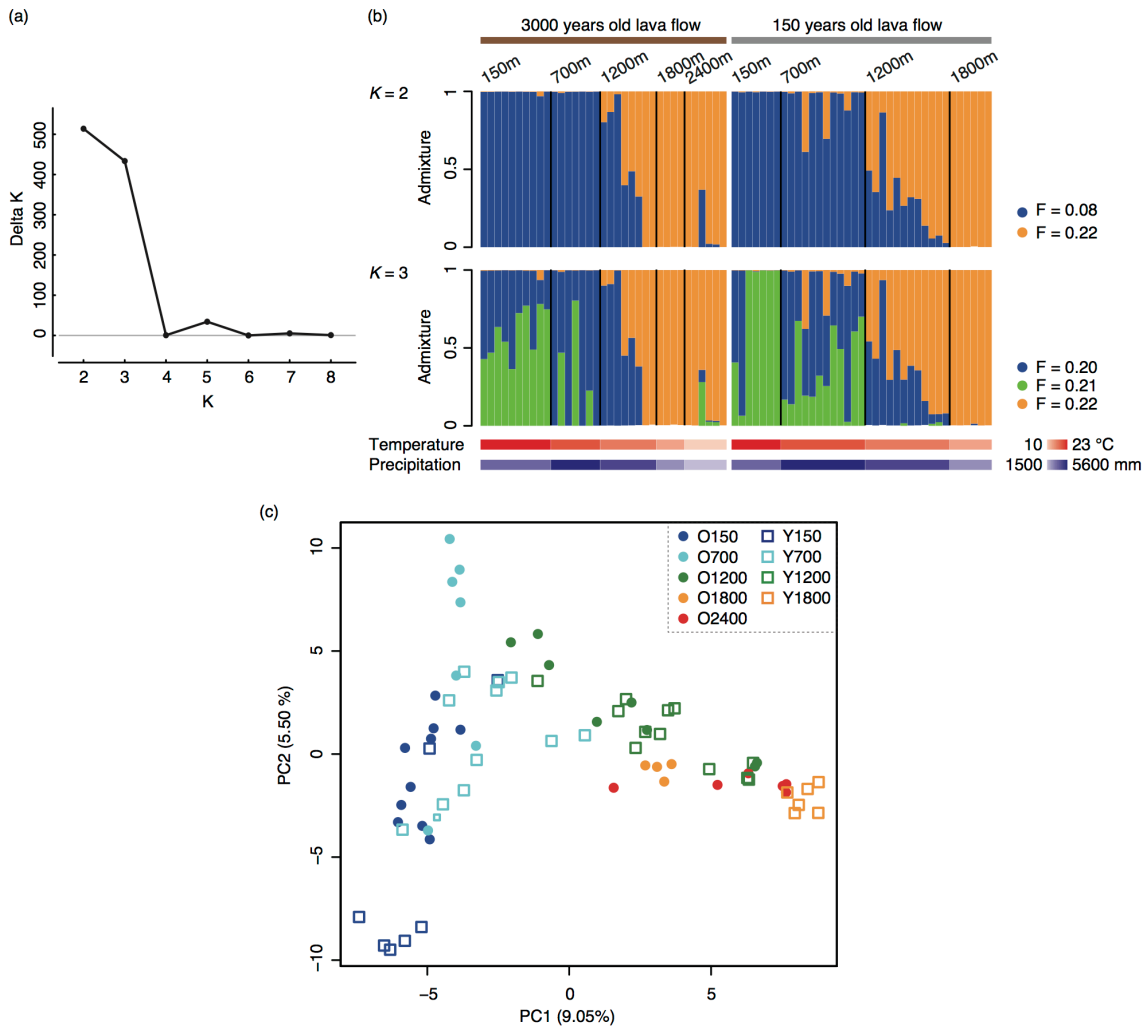 (a)
Delta K
500
400
300
200
100
0
2 3 4 5 6 7 8
K
(b)
3000 years old lava flow 150 years old lava flow
150m 700m 1200m 1800m 2400m 150m 700m 1200m 1800m
K = 2
Admixture
1
0.5
0
F = 0.08
F = 0.22
K = 3
Admixture
1
0.5
0
F = 0.20
F = 0.21
F = 0.22
Temperature 10 23 °C
Precipitation 1500 5600 mm
(c)
PC2 (5.50 %)
10
5
0
−5
−10
O150 Y150
O700 Y700
O1200 Y1200
O1800 Y1800
O2400
−5 0 5
PC1 (9.05%)